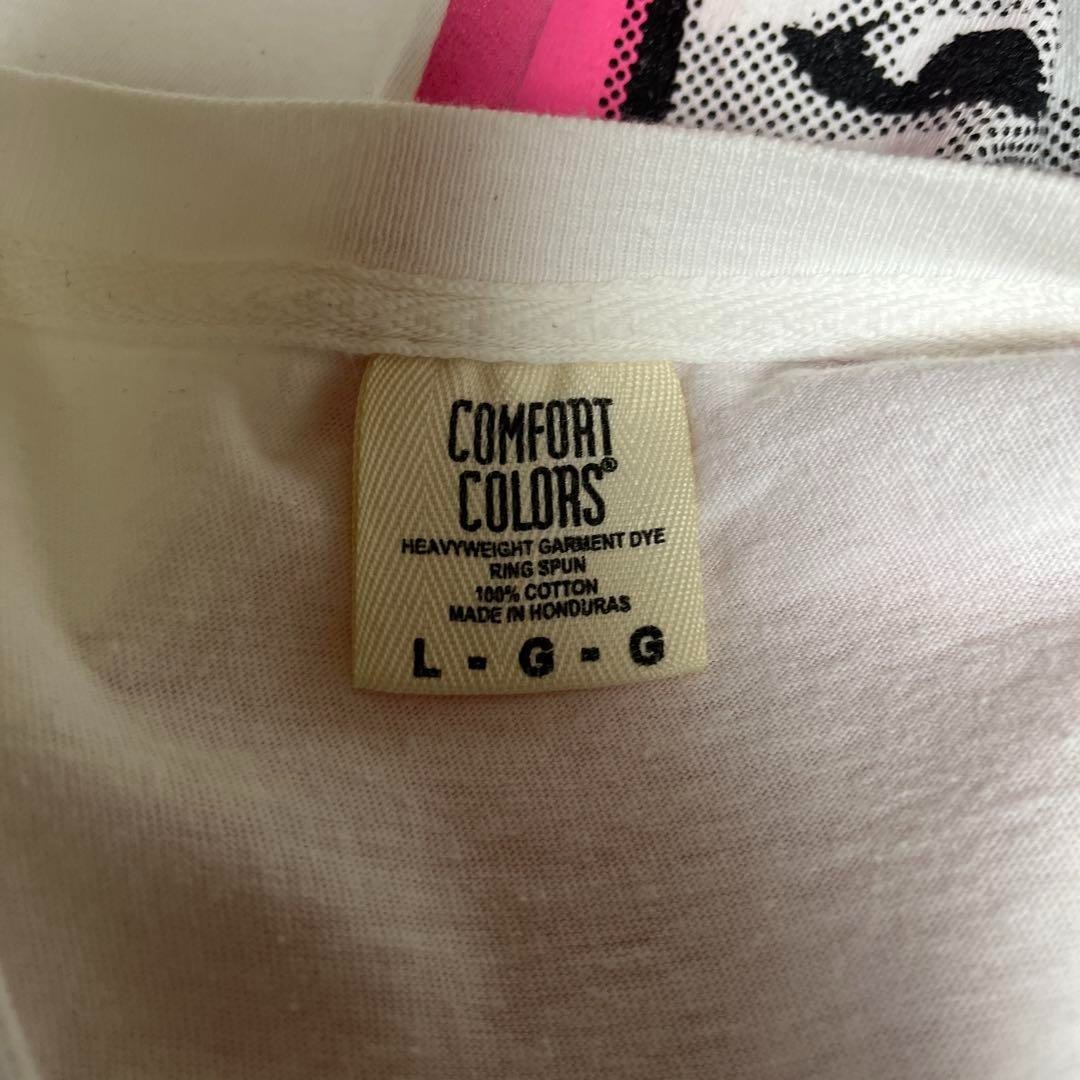 COMFORT
COLORS®
HEAVYWEIGHT GARMENT DYE
RING SPUN
100% COTTON
MADE IN HONDURAS
L - G - G